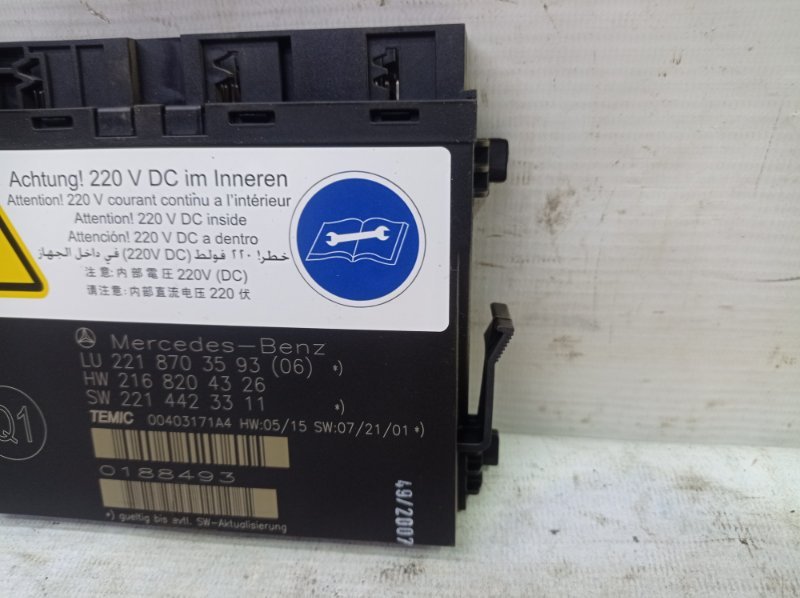 Achtung! 220 V DC im Inneren
Attention! 220 V courant continu a l'intérieur
Attention! 220 V DC inside
Atención! 220 V DC a dentro
خطر! ٢٢٠ فولط (220V DC) في داخل الجهاز
注意:内部電圧 220V (DC)
请注意:内部直流电压 220 伏
Mercedes-Benz
LU 221 870 35 93 (06) *)
HW 216 820 43 26
SW 221 442 33 11 *)
TEMIC 00403171A4 HW:05/15 SW:07/21/01 *)
Q1
0188493
*) gueltig bis evtl. SW-Aktualisierung
49/2007